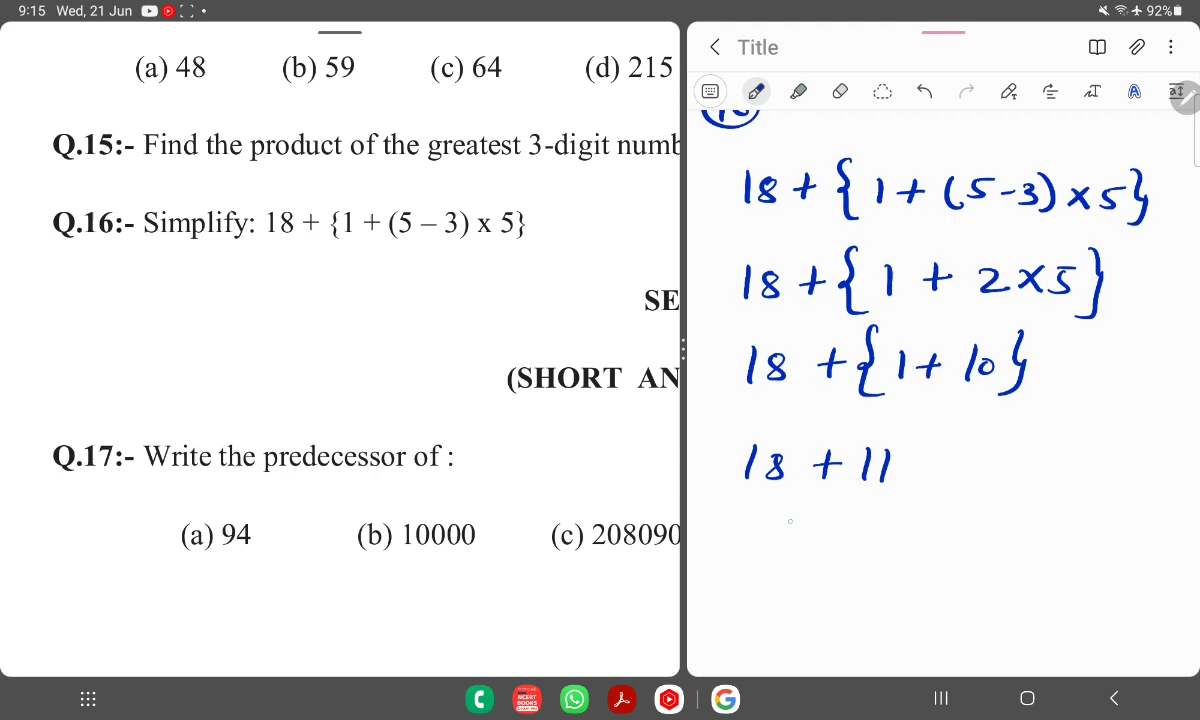 9:15 Wed, 21 Jun
92%
(a) 48 (b) 59 (c) 64 (d) 215
Q.15:- Find the product of the greatest 3-digit numb
Q.16:- Simplify: 18 + {1 + (5 – 3) x 5}
SE
(SHORT AN
Q.17:- Write the predecessor of :
(a) 94 (b) 10000 (c) 208090
Title
18 + { 1 + (5-3) × 5}
18 + { 1 + 2×5}
18 + {1 + 10}
18 + 11
NCERT
BOOKS